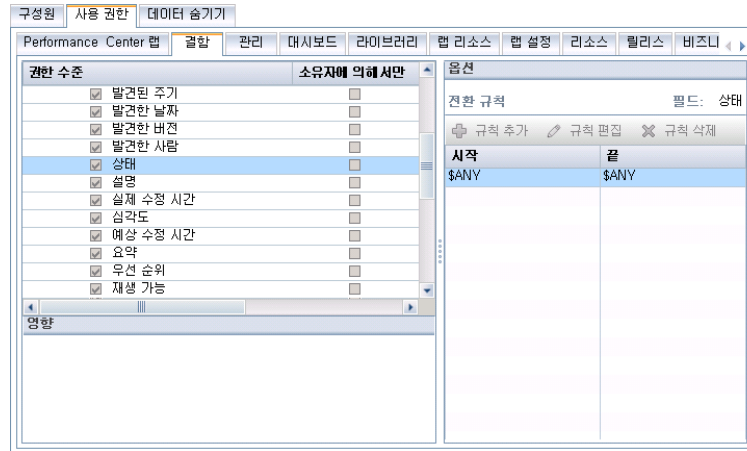 구성원 사용 권한 데이터 숨기기
Performance Center 랩 결함 관리 대시보드 라이브러리 랩 리소스 랩 설정 리소스 릴리스 비즈니
권한 수준 소유자에 의해서만
발견된 주기
발견한 날짜
발견한 버전
발견한 사람
상태
설명
실제 수정 시간
심각도
예상 수정 시간
요약
우선 순위
재생 가능
영향
옵션
전환 규칙 필드: 상태
규칙 추가 규칙 편집 규칙 삭제
시작 끝
$ANY $ANY